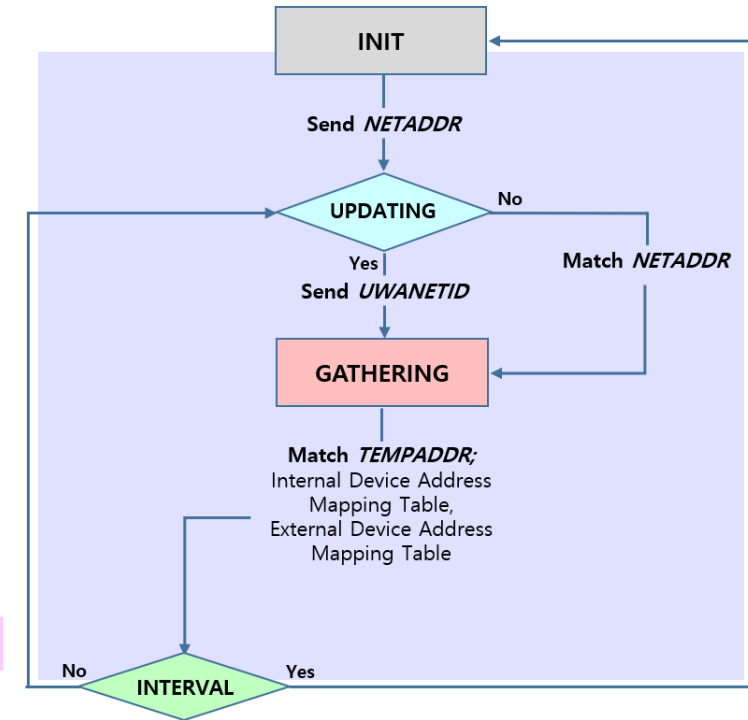 INIT
Send NETADDR
UPDATING
No
Yes
Match NETADDR
Send UWANETID
GATHERING
Match TEMPADDR;
Internal Device Address
Mapping Table,
External Device Address
Mapping Table
No
INTERVAL
Yes